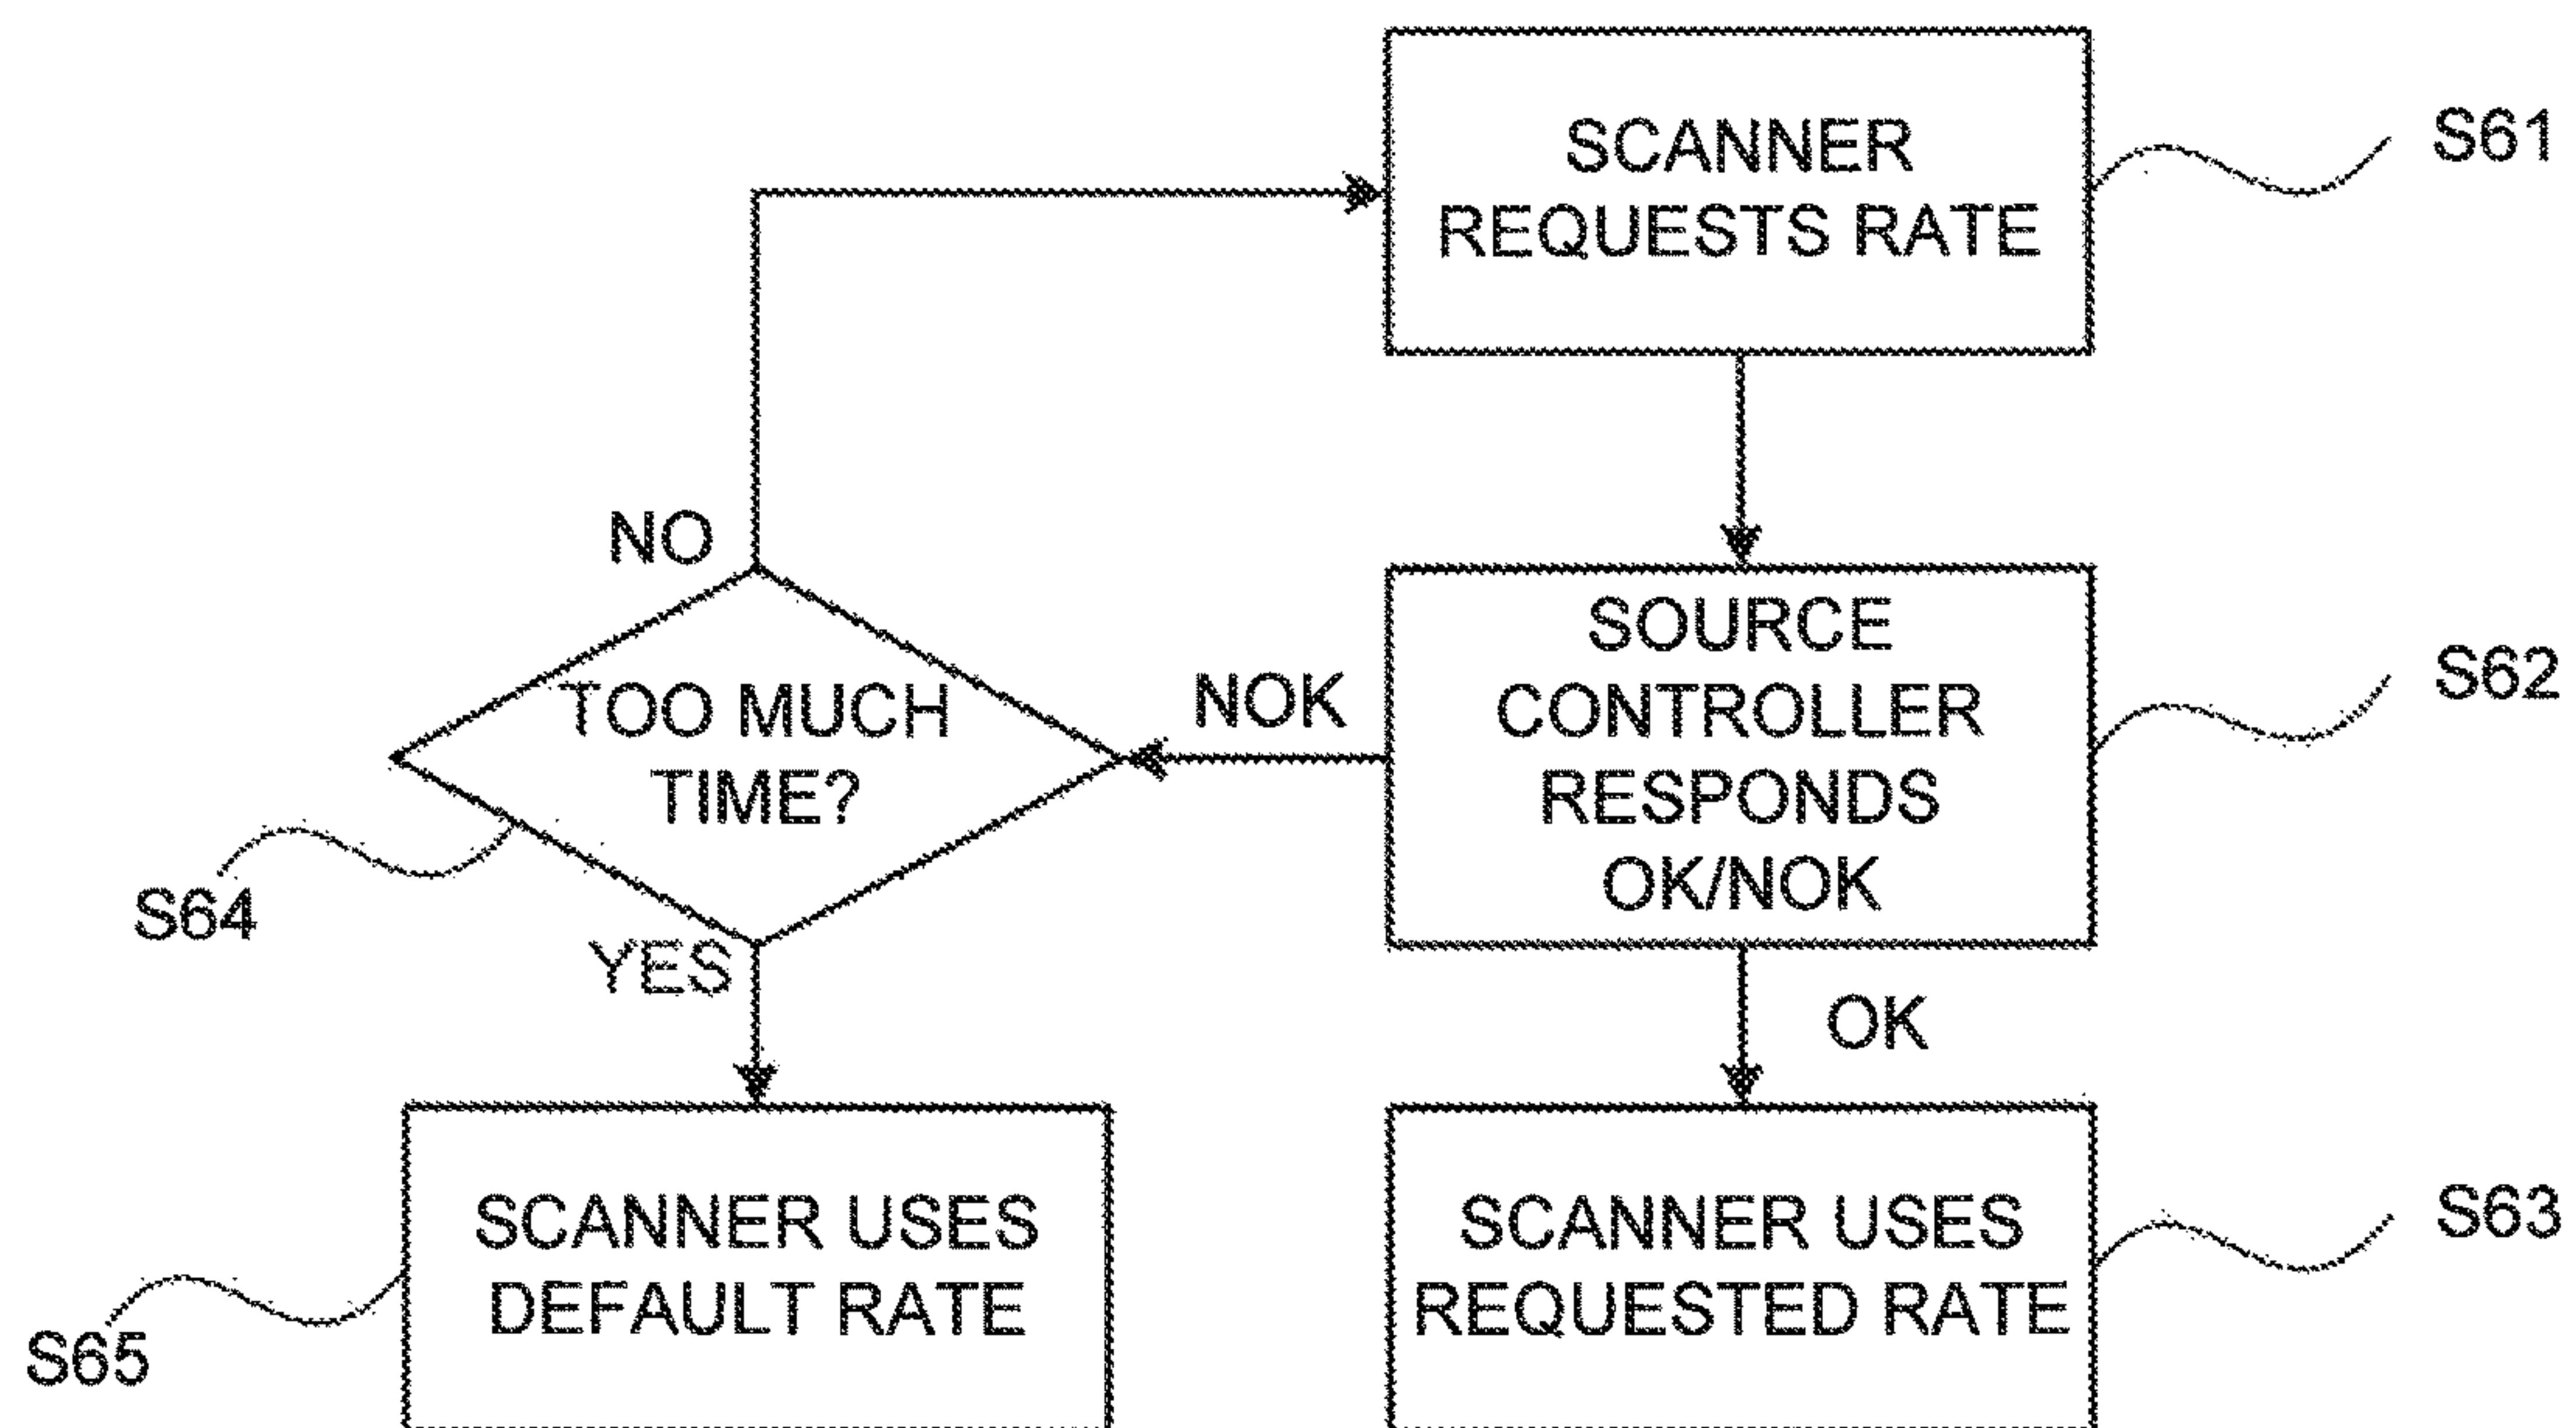 SCANNER
REQUESTS RATE
S61
NO
SOURCE
CONTROLLER
RESPONDS
OK/NOK
S62
NOK
TOO MUCH
TIME?
S64
YES
OK
SCANNER USES
DEFAULT RATE
S65
SCANNER USES
REQUESTED RATE
S63